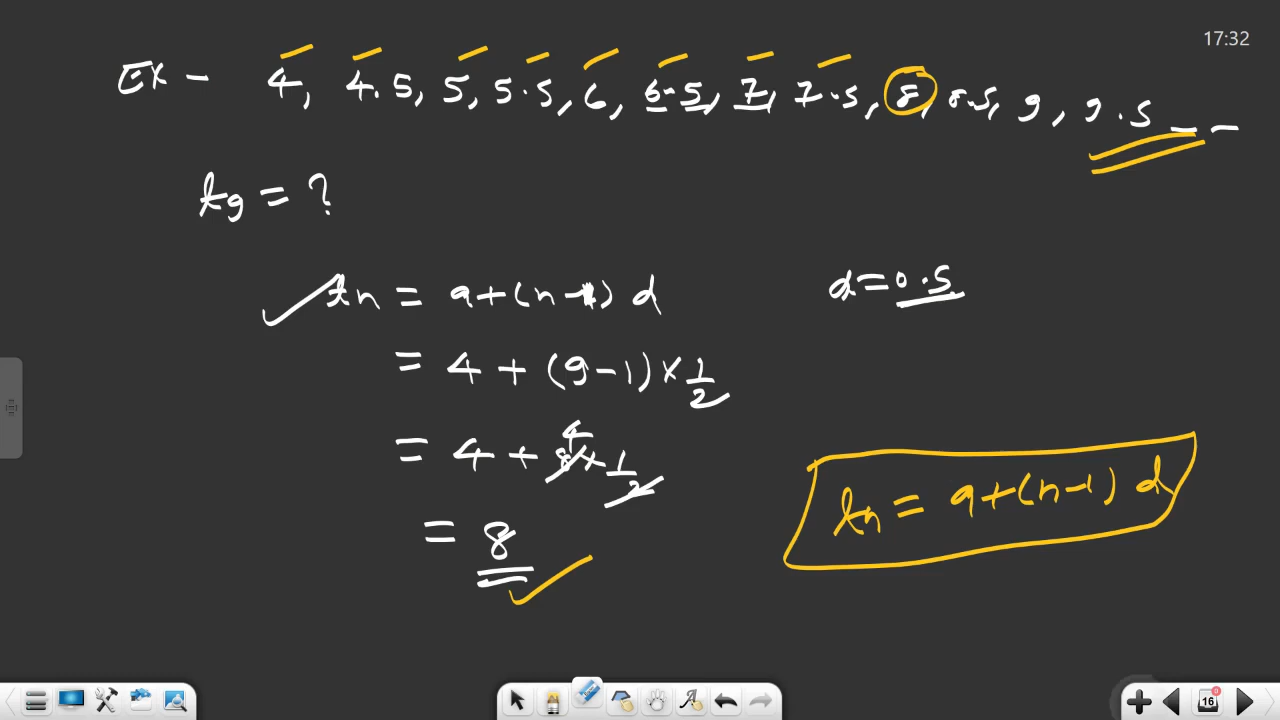 17:32
Ex - 4, 4.5, 5, 5.5, 6, 6.5, 7, 7.5, 8, 8.5, 9, 9.5 _ _
t9 = ?
tn = a+(n-1) d
d = 0.5
= 4 + (9-1) × 1/2
= 4 + 8 4 × 1/2
tn = a+(n-1) d
= 8
16
0